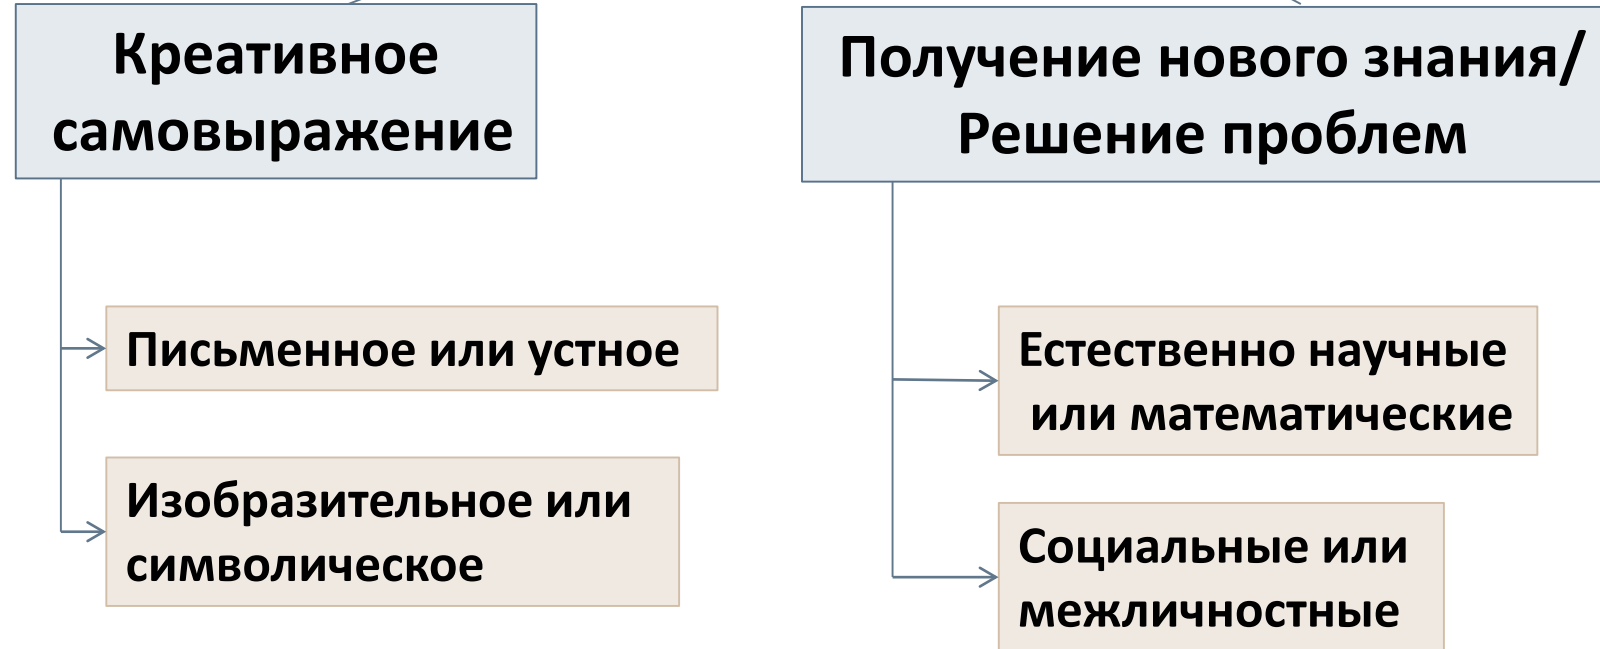 Креативное
самовыражение
Письменное или устное
Изобразительное или
символическое
Получение нового знания/
Решение проблем
Естественно научные
или математические
Социальные или
межличностные